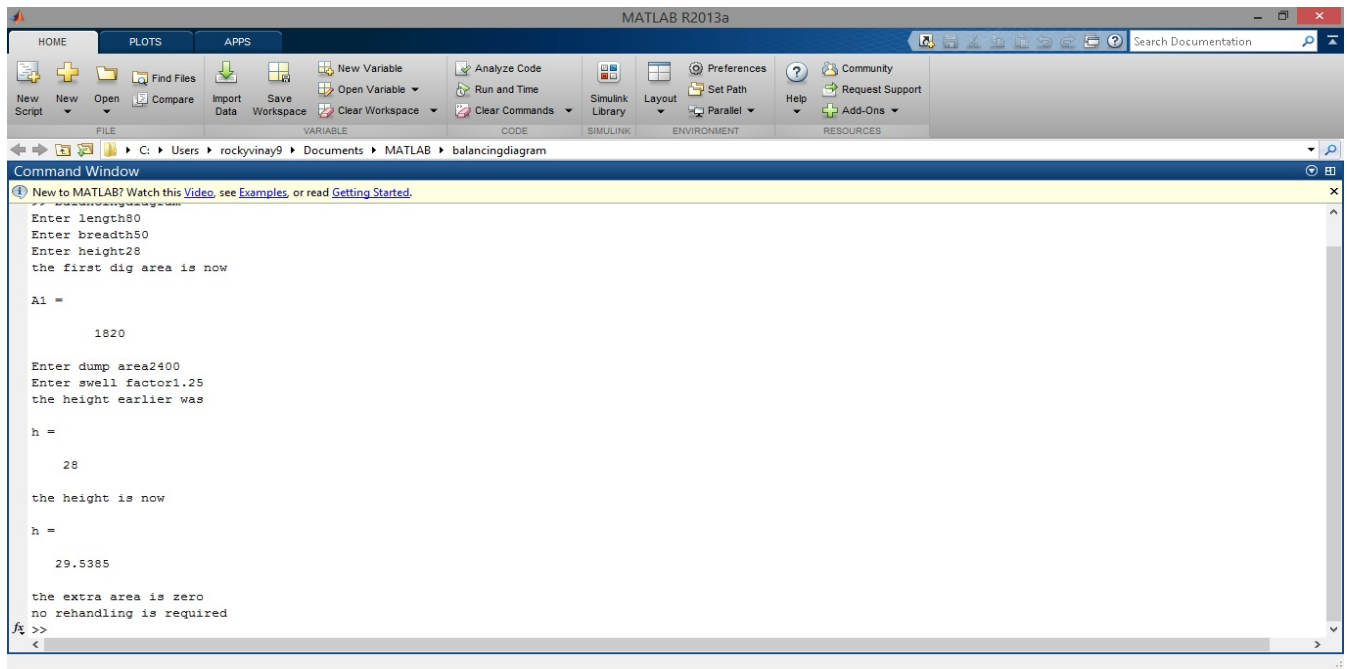 MATLAB R2013a
HOME PLOTS APPS
Search Documentation
New Script
New
Open
Find Files
Compare
Import Data
Save Workspace
New Variable
Open Variable
Clear Workspace
Analyze Code
Run and Time
Clear Commands
Simulink Library
Layout
Preferences
Set Path
Parallel
Help
Community
Request Support
Add-Ons
FILE VARIABLE CODE SIMULINK ENVIRONMENT RESOURCES
C: Users rockyvinay9 Documents MATLAB balancingdiagram
Command Window
New to MATLAB? Watch this Video, see Examples, or read Getting Started.
>> balancingdiagram
Enter length80
Enter breadth50
Enter height28
the first dig area is now
A1 =
1820
Enter dump area2400
Enter swell factor1.25
the height earlier was
h =
28
the height is now
h =
29.5385
the extra area is zero
no rehandling is required
fx >>